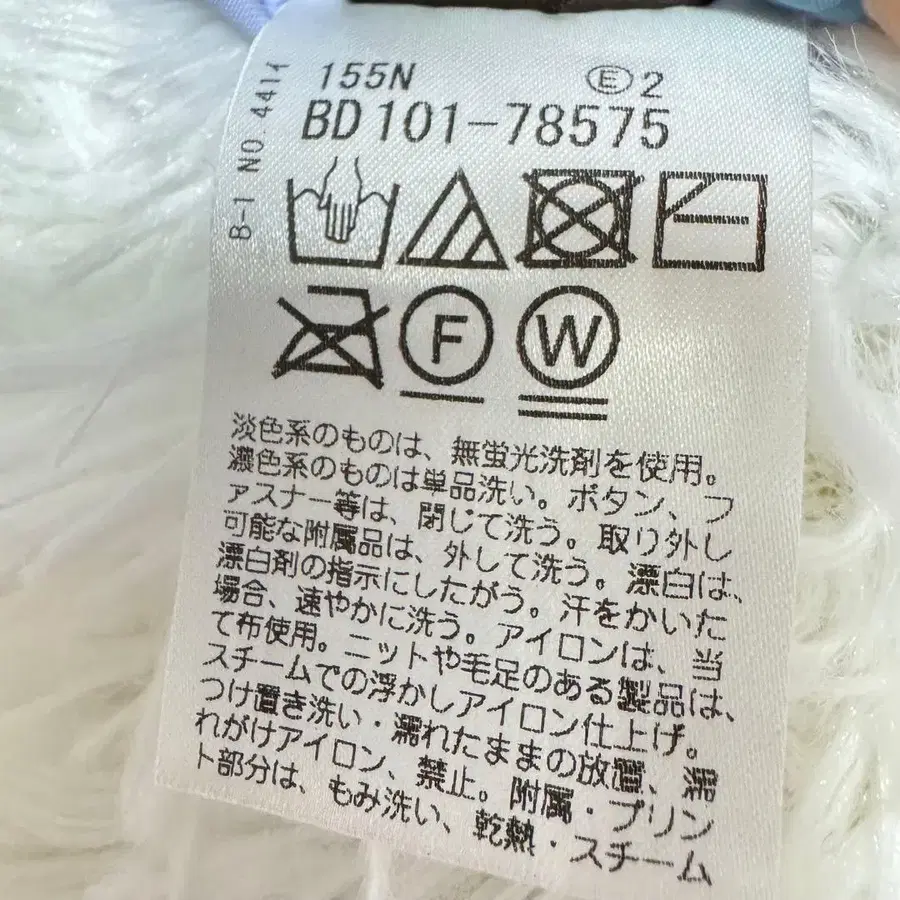 155N Ⓔ2
BD101-78575
B-1 NO.441イ
F W
淡色系のものは、無蛍光洗剤を使用。
濃色系のものは単品洗い。ボタン、フ
ァスナー等は、閉じて洗う。取り外し
可能な附属品は、外して洗う。漂白は、
漂白剤の指示にしたがう。汗をかいた
場合、速やかに洗う。アイロンは、当
て布使用。ニットや毛足のある製品は、
スチームでの浮かしアイロン仕上げ。
つけ置き洗い・濡れたままの放置、濡
れがけアイロン、禁止。附属・プリン
ト部分は、もみ洗い、乾熱・スチーム